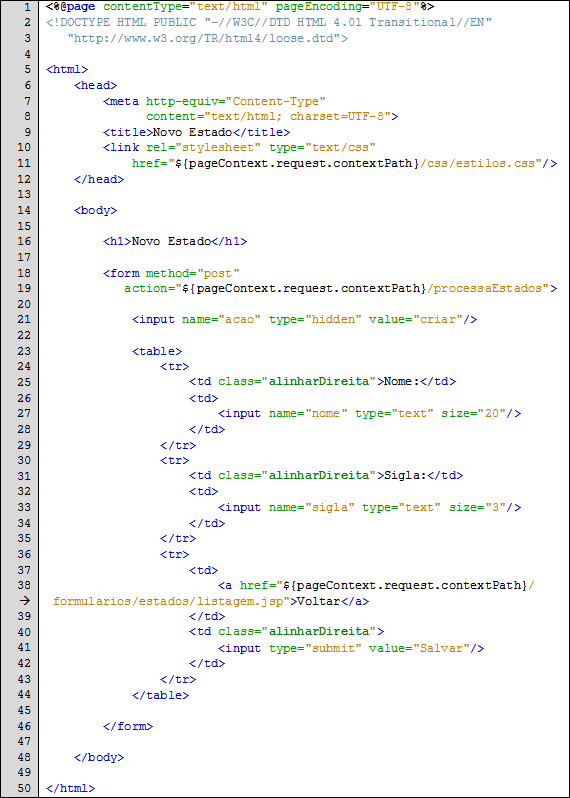 1 <%@page contentType="text/html" pageEncoding="UTF-8"%>
2 <!DOCTYPE HTML PUBLIC "-//W3C//DTD HTML 4.01 Transitional//EN"
3    "http://www.w3.org/TR/html4/loose.dtd">
4
5 <html>
6     <head>
7         <meta http-equiv="Content-Type"
8               content="text/html; charset=UTF-8">
9         <title>Novo Estado</title>
10         <link rel="stylesheet" type="text/css"
11             href="${pageContext.request.contextPath}/css/estilos.css"/>
12     </head>
13
14     <body>
15
16         <h1>Novo Estado</h1>
17
18         <form method="post"
19            action="${pageContext.request.contextPath}/processaEstados">
20
21             <input name="acao" type="hidden" value="criar"/>
22
23             <table>
24                 <tr>
25                     <td class="alinharDireita">Nome:</td>
26                     <td>
27                         <input name="nome" type="text" size="20"/>
28                     </td>
29                 </tr>
30                 <tr>
31                     <td class="alinharDireita">Sigla:</td>
32                     <td>
33                         <input name="sigla" type="text" size="3"/>
34                     </td>
35                 </tr>
36                 <tr>
37                     <td>
38                         <a href="${pageContext.request.contextPath}/
→ formularios/estados/listagem.jsp">Voltar</a>
39                     </td>
40                     <td class="alinharDireita">
41                         <input type="submit" value="Salvar"/>
42                     </td>
43                 </tr>
44             </table>
45
46         </form>
47
48     </body>
49
50 </html>